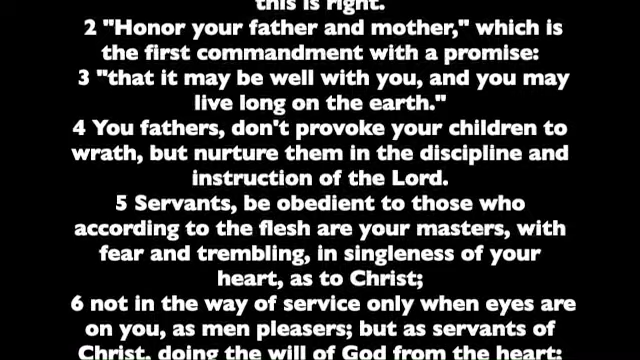 this is right.
2 "Honor your father and mother," which is
the first commandment with a promise:
3 "that it may be well with you, and you may
live long on the earth."
4 You fathers, don't provoke your children to
wrath, but nurture them in the discipline and
instruction of the Lord.
5 Servants, be obedient to those who
according to the flesh are your masters, with
fear and trembling, in singleness of your
heart, as to Christ;
6 not in the way of service only when eyes are
on you, as men pleasers; but as servants of
Christ, doing the will of God from the heart;